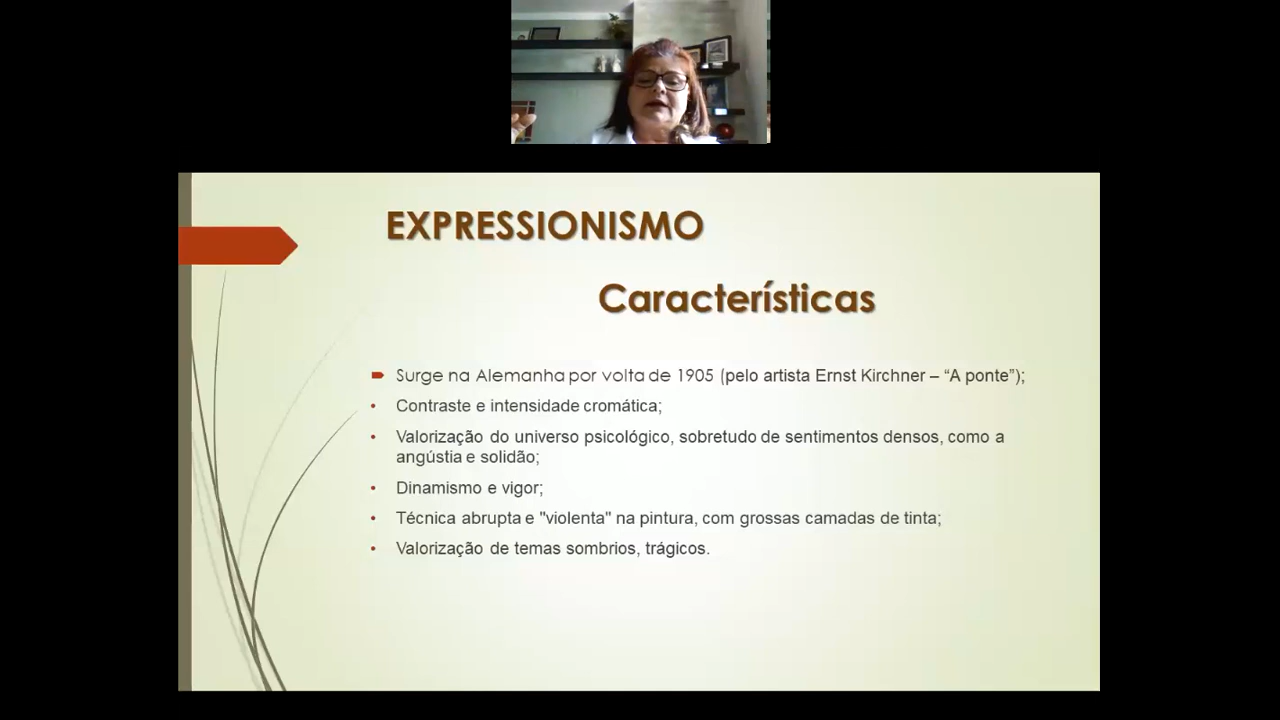 EXPRESSIONISMO
Características
Surge na Alemanha por volta de 1905 (pelo artista Ernst Kirchner – “A ponte”);
Contraste e intensidade cromática;
Valorização do universo psicológico, sobretudo de sentimentos densos, como a
angústia e solidão;
Dinamismo e vigor;
Técnica abrupta e "violenta" na pintura, com grossas camadas de tinta;
Valorização de temas sombrios, trágicos.